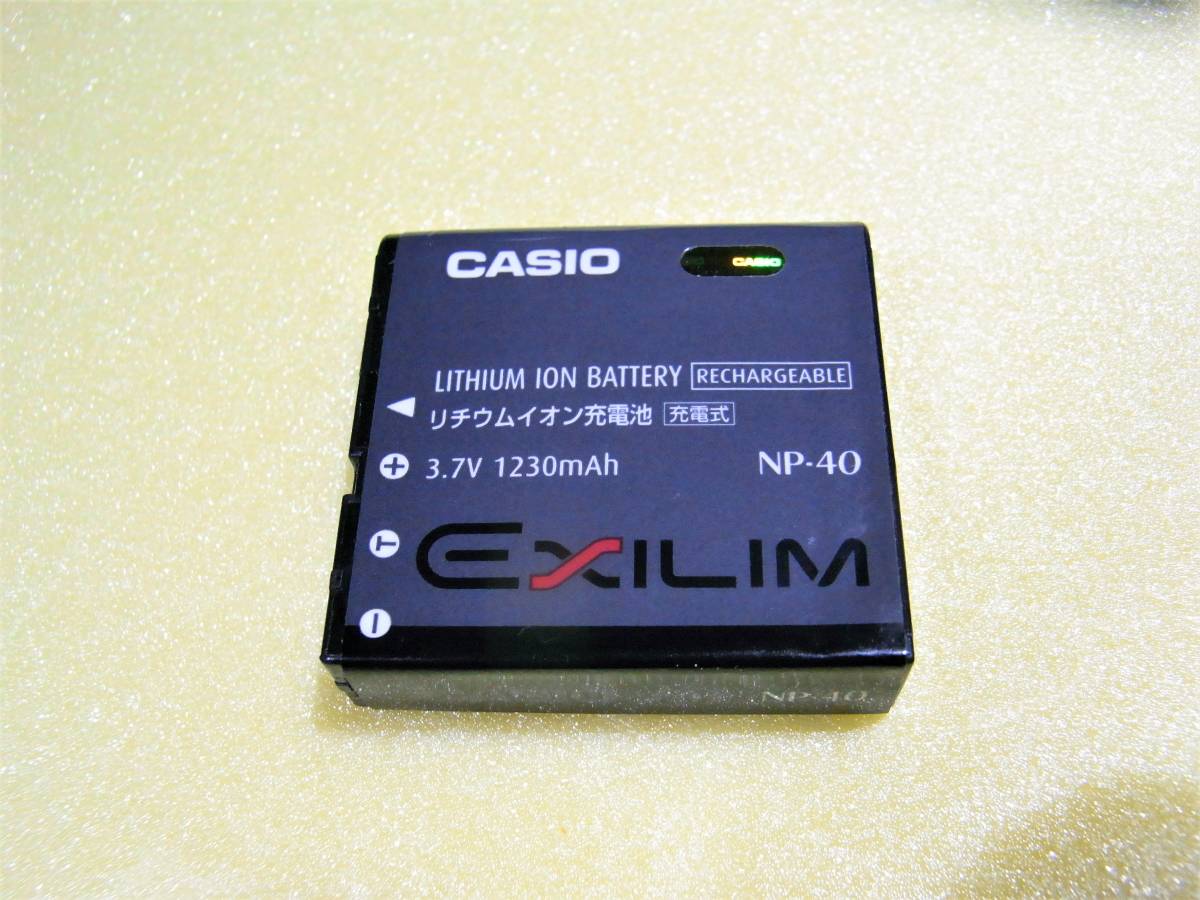 CASIO
CASIO
LITHIUM ION BATTERY RECHARGEABLE
リチウムイオン充電池 充電式
+ 3.7V 1230mAh NP-40
T EXILIM
−
NP-40